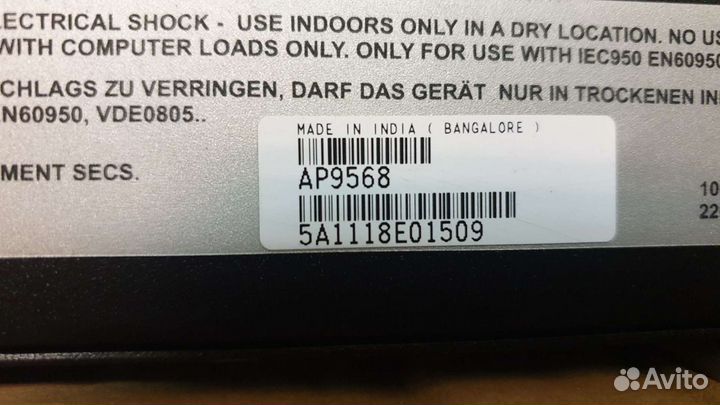 LECTRICAL SHOCK - USE INDOORS ONLY IN A DRY LOCATION. NO US
WITH COMPUTER LOADS ONLY. ONLY FOR USE WITH IEC950 EN60950
CHLAGS ZU VERRINGEN, DARF DAS GERÄT NUR IN TROCKENEN IN
EN60950, VDE0805..
MADE IN INDIA ( BANGALORE )
MENT SECS.
AP9568
10
22
5A1118E01509
Avito